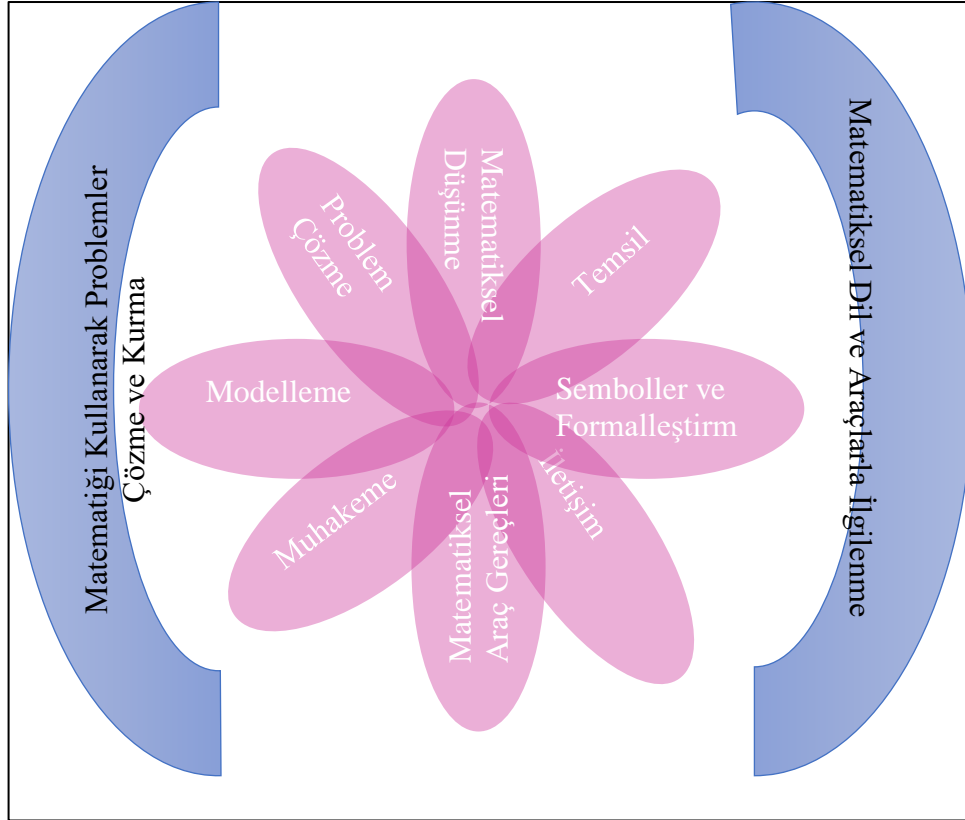 Matematiği Kullanarak Problemler
Çözme ve Kurma
Problem
Çözme
Matematiksel
Düşünme
Temsil
Modelleme
Semboller ve
Formalleştirm
Muhakeme
Matematiksel
Araç Gereçleri
İletişim
Matematiksel Dil ve Araçlarla İlgilenme